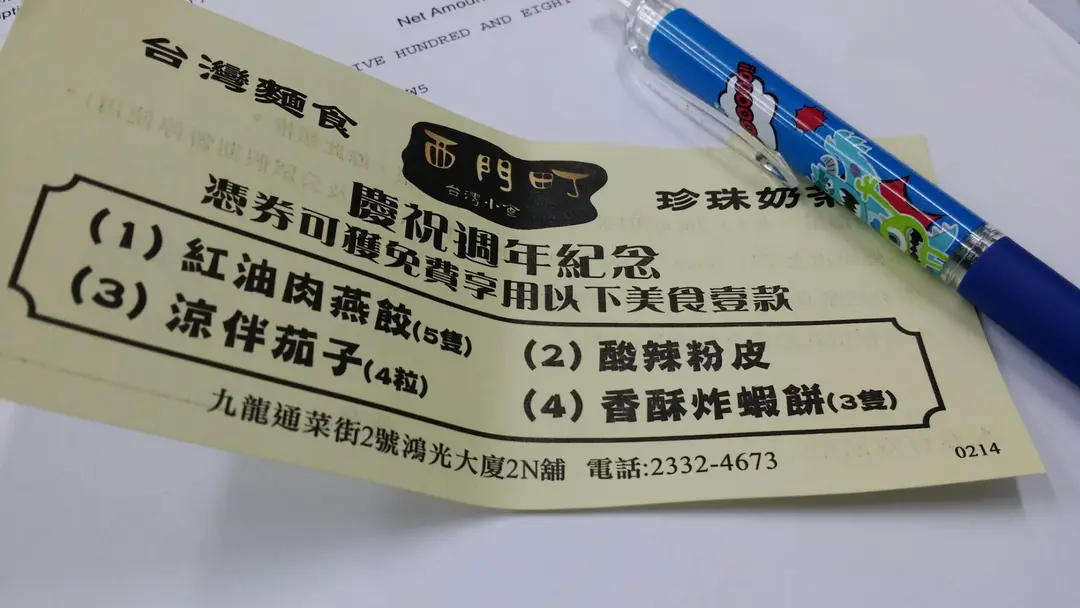 Net Amoun
IVE HUNDRED AND EIGHT
W5
台灣麵食
西門町
台灣小食
珍珠奶
慶祝週年紀念
憑券可獲免費享用以下美食壹款
(1) 紅油肉燕餃(5隻)
(2) 酸辣粉皮
(3) 涼伴茄子(4粒)
(4) 香酥炸蝦餅(3隻)
九龍通菜街2號鴻光大廈2N舖 電話:2332-4673
0214